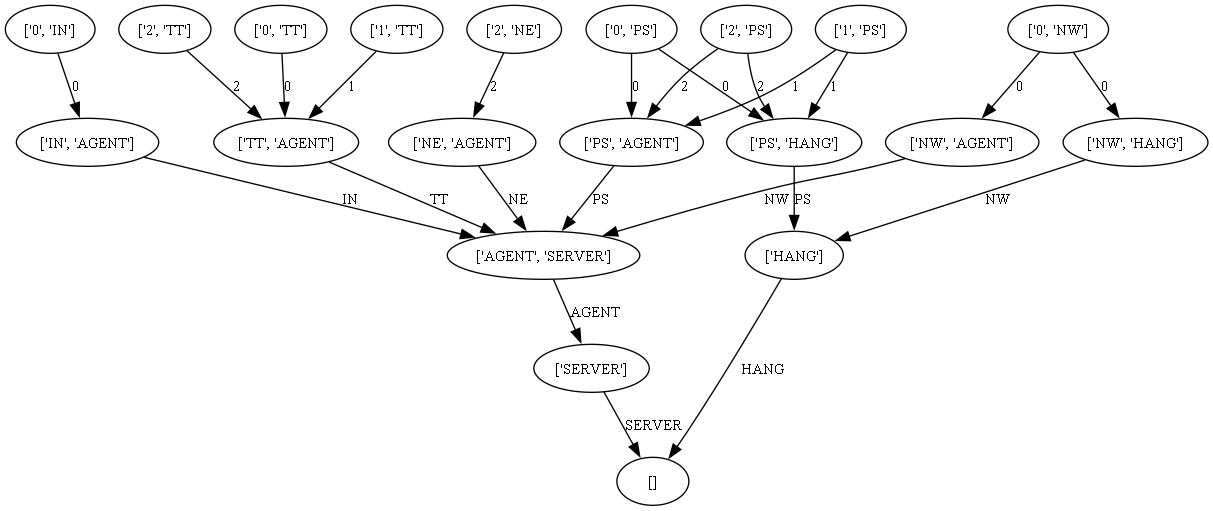 ['0', 'IN']
['2', 'TT']
['0', 'TT']
['1', 'TT']
['2', 'NE']
['0', 'PS']
['2', 'PS']
['1', 'PS']
['0', 'NW']
0
2
0
1
2
0
2
0
2
1
1
0
0
['IN', 'AGENT']
['TT', 'AGENT']
['NE', 'AGENT']
['PS', 'AGENT']
['PS', 'HANG']
['NW', 'AGENT']
['NW', 'HANG']
IN
TT
NE
PS
NW
PS
NW
['AGENT', 'SERVER']
['HANG']
AGENT
['SERVER']
HANG
SERVER
[]